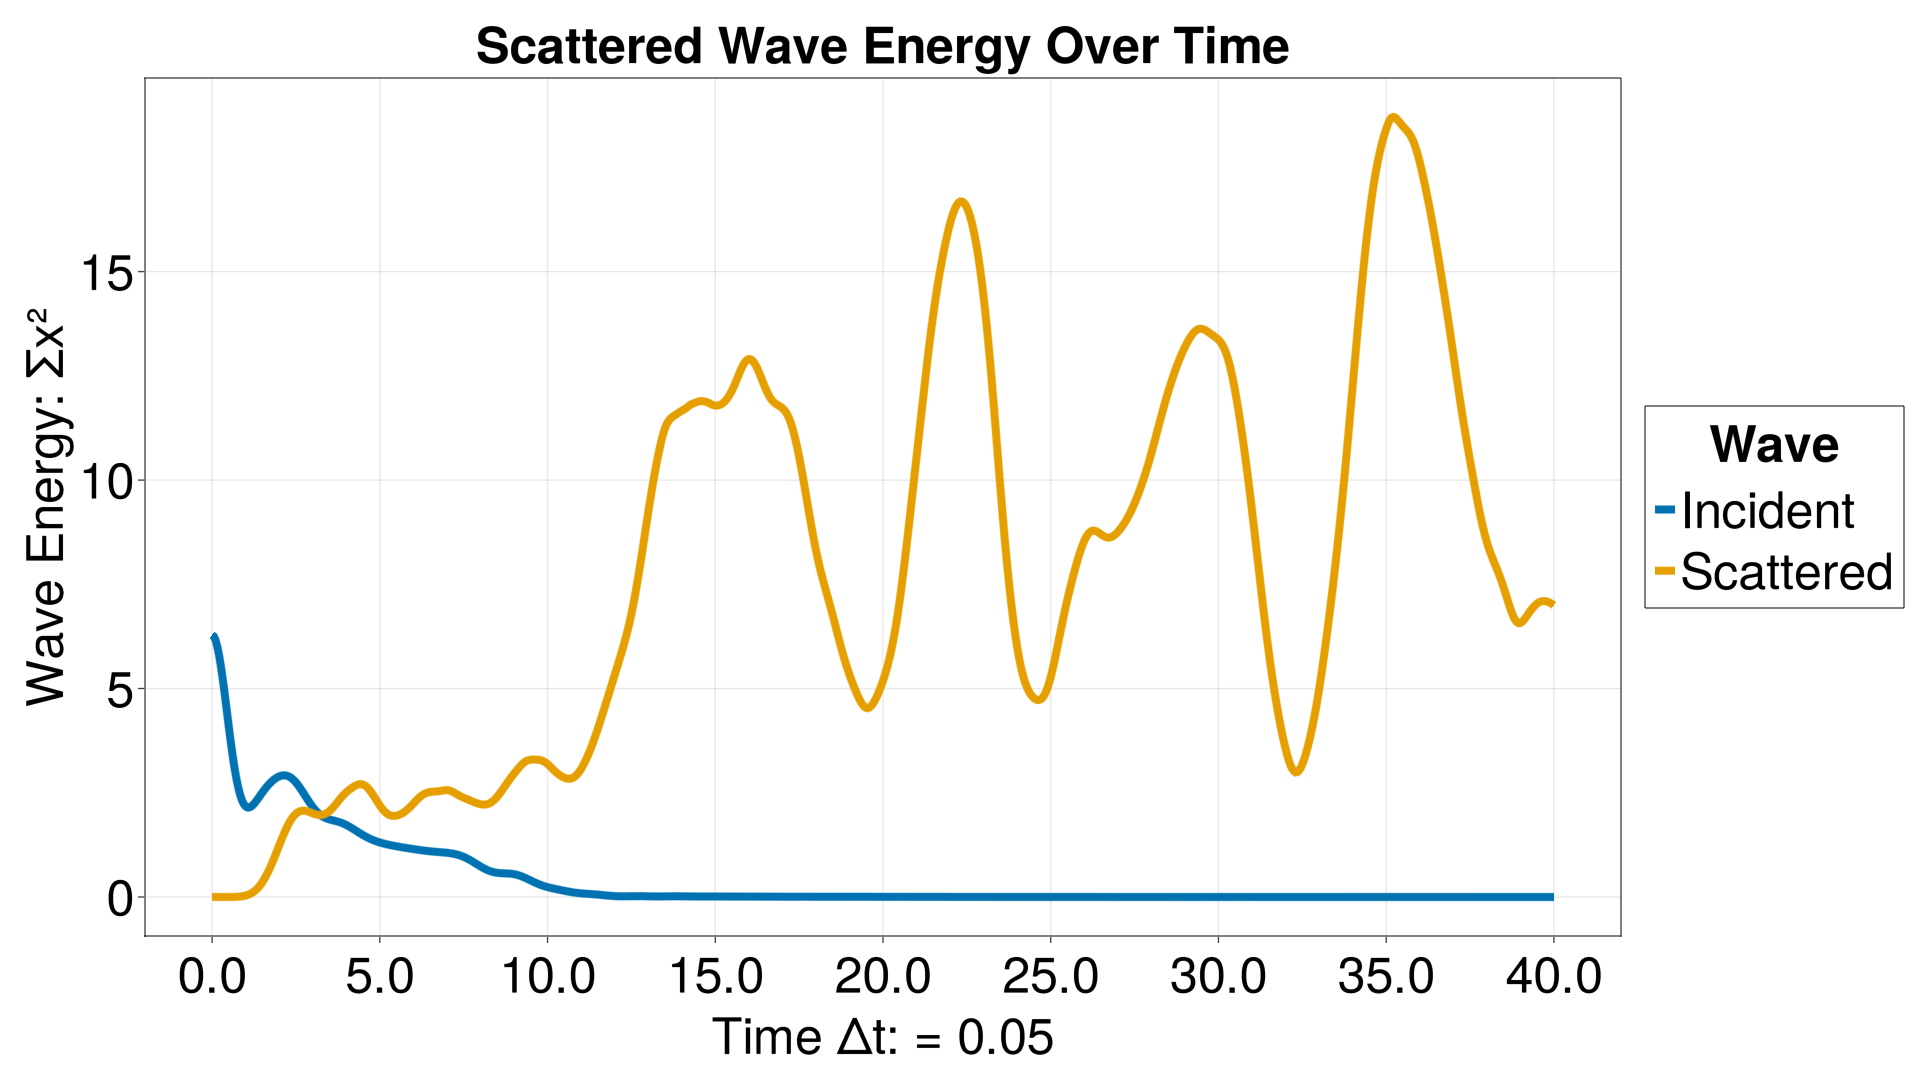 Scattered Wave Energy Over Time
Wave Energy: Σx²
15
10
5
0
0.0 5.0 10.0 15.0 20.0 25.0 30.0 35.0 40.0
Time Δt: = 0.05
Wave
Incident
Scattered